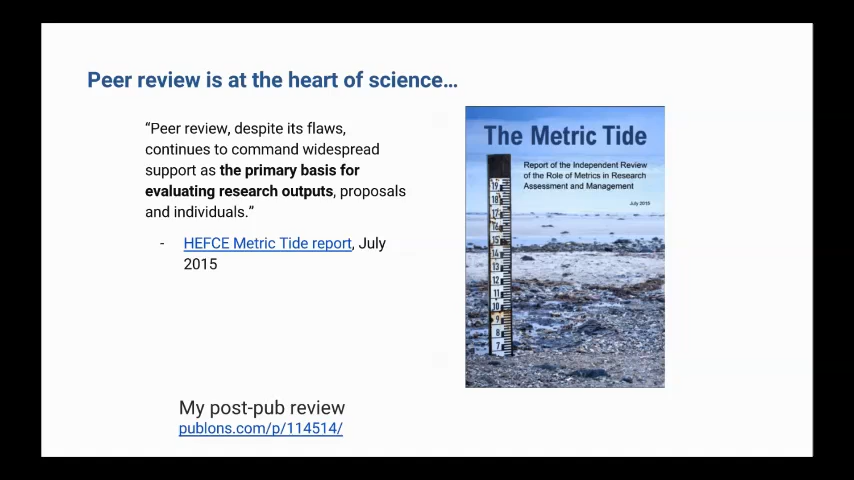 Peer review is at the heart of science…
“Peer review, despite its flaws,
continues to command widespread
support as the primary basis for
evaluating research outputs, proposals
and individuals.”
- HEFCE Metric Tide report, July
2015
The Metric Tide
Report of the Independent Review
of the Role of Metrics in Research
Assessment and Management
July 2015
19
18
17
16
15
14
13
12
11
10
9
8
7
My post-pub review
publons.com/p/114514/